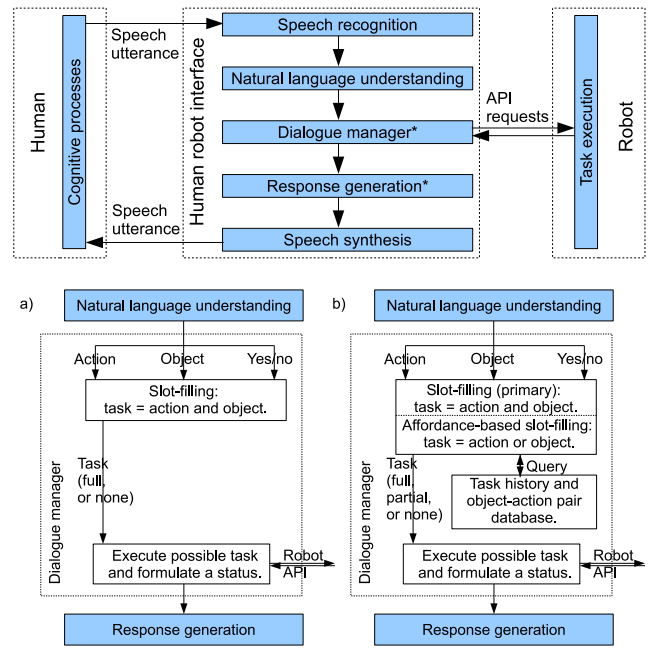 Human
Cognitive processes
Speech
utterance
Speech
utterance
Human robot interface
Speech recognition
Natural language understanding
Dialogue manager*
Response generation*
Speech synthesis
API
requests
Task execution
Robot
a)
Natural language understanding
Dialogue manager
Action
Object
Yes/no
Slot-filling:
task = action and object.
Task
(full,
or none)
Execute possible task
and formulate a status.
Robot
API
Response generation
b)
Natural language understanding
Dialogue manager
Action
Object
Yes/no
Slot-filling (primary):
task = action and object.
Affordance-based slot-filling:
task = action or object.
Task
(full,
partial,
or none)
Query
Task history and
object-action pair
database.
Execute possible task
and formulate a status.
Robot
API
Response generation